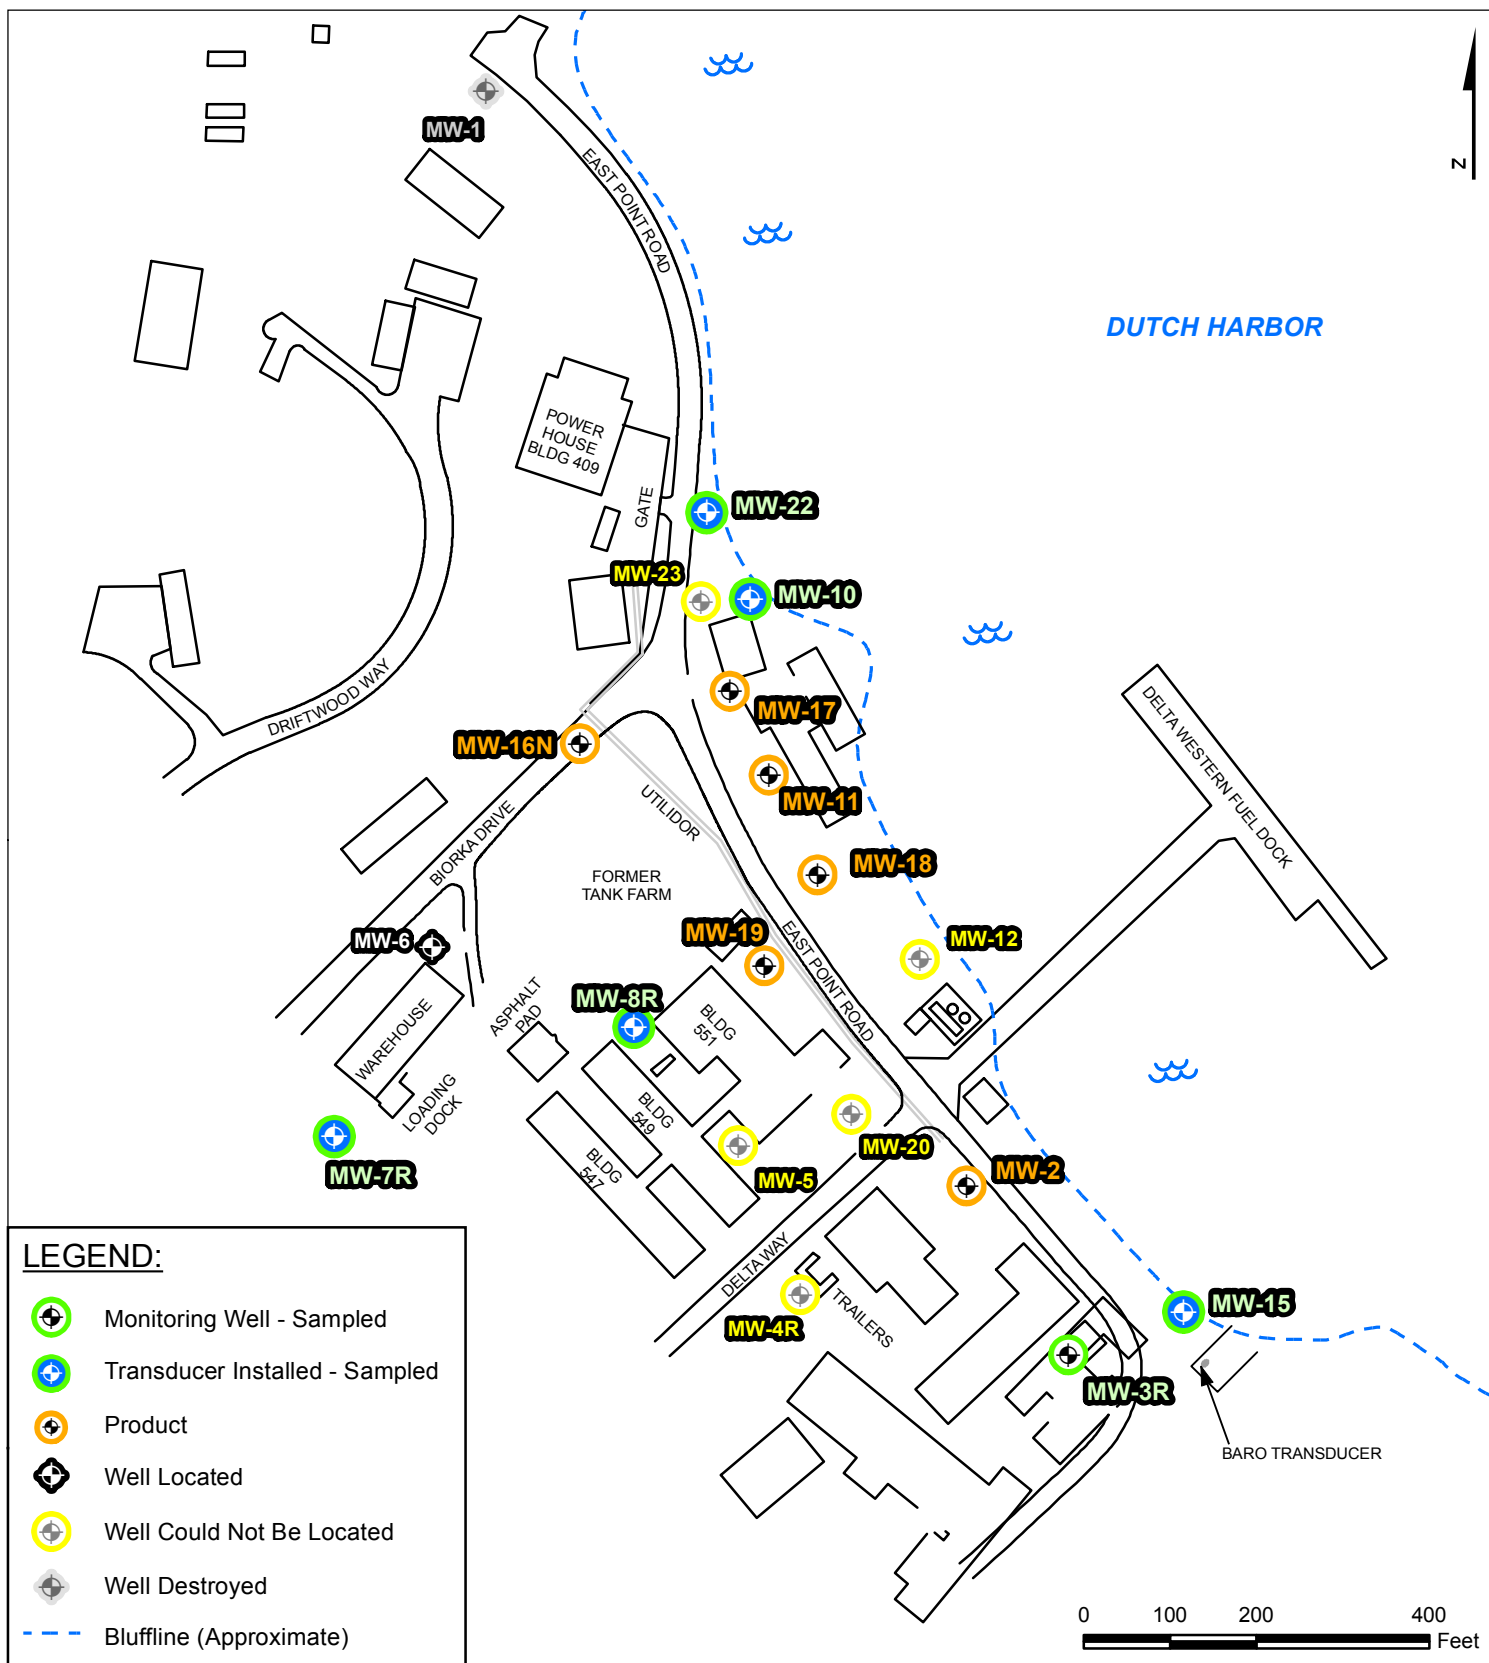 MW-1
EAST POINT ROAD
N
DUTCH HARBOR
POWER
HOUSE
BLDG 409
GATE
MW-22
MW-23
MW-10
DRIFTWOOD WAY
MW-17
MW-16N
MW-11
DELTA WESTERN FUEL DOCK
UTILIDOR
BIORKA DRIVE
MW-18
FORMER
TANK FARM
MW-19
MW-12
MW-6
EAST POINT ROAD
MW-8R
ASPHALT
PAD
BLDG
551
WAREHOUSE
LOADING
DOCK
BLDG
549
MW-20
MW-7R
BLDG
547
MW-5
MW-2
DELTA WAY
TRAILERS
MW-4R
MW-15
MW-3R
BARO TRANSDUCER
LEGEND:
Monitoring Well - Sampled
Transducer Installed - Sampled
Product
Well Located
Well Could Not Be Located
Well Destroyed
Bluffline (Approximate)
0 100 200 400
Feet